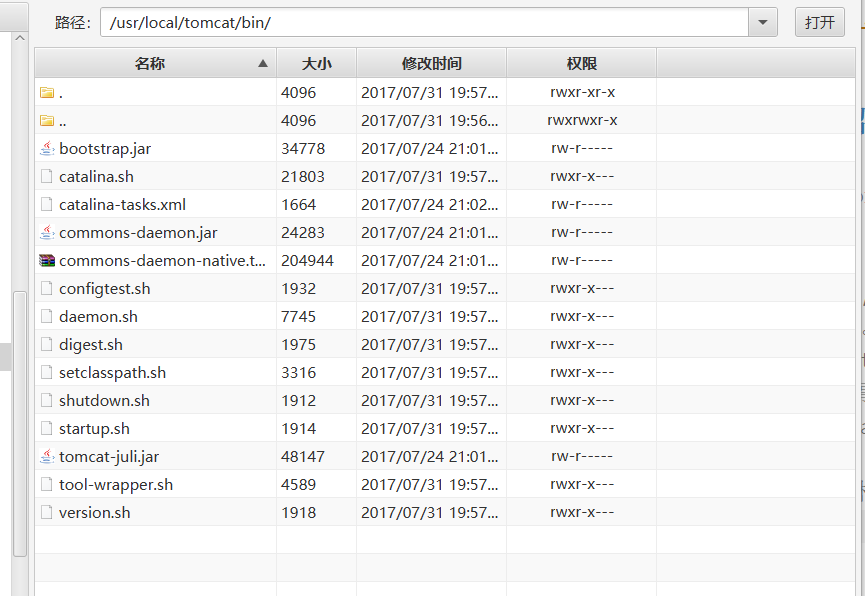 路径: /usr/local/tomcat/bin/ 打开
名称 大小 修改时间 权限
. 4096 2017/07/31 19:57... rwxr-xr-x
.. 4096 2017/07/31 19:56... rwxrwxr-x
bootstrap.jar 34778 2017/07/24 21:01... rw-r-----
catalina.sh 21803 2017/07/31 19:57... rwxr-x---
catalina-tasks.xml 1664 2017/07/24 21:02... rw-r-----
commons-daemon.jar 24283 2017/07/24 21:01... rw-r-----
commons-daemon-native.t... 204944 2017/07/24 21:01... rw-r-----
configtest.sh 1932 2017/07/31 19:57... rwxr-x---
daemon.sh 7745 2017/07/31 19:57... rwxr-x---
digest.sh 1975 2017/07/31 19:57... rwxr-x---
setclasspath.sh 3316 2017/07/31 19:57... rwxr-x---
shutdown.sh 1912 2017/07/31 19:57... rwxr-x---
startup.sh 1914 2017/07/31 19:57... rwxr-x---
tomcat-juli.jar 48147 2017/07/24 21:01... rw-r-----
tool-wrapper.sh 4589 2017/07/31 19:57... rwxr-x---
version.sh 1918 2017/07/31 19:57... rwxr-x---